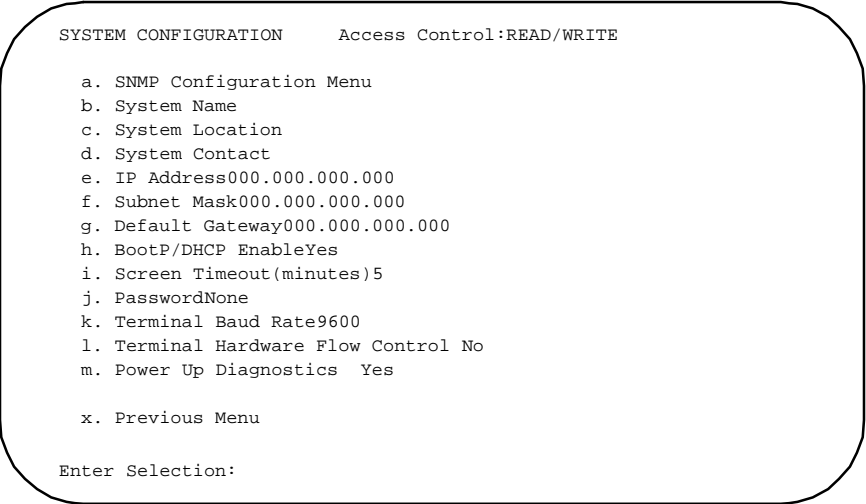 SYSTEM CONFIGURATION     Access Control:READ/WRITE
a. SNMP Configuration Menu
b. System Name
c. System Location
d. System Contact
e. IP Address000.000.000.000
f. Subnet Mask000.000.000.000
g. Default Gateway000.000.000.000
h. BootP/DHCP EnableYes
i. Screen Timeout(minutes)5
j. PasswordNone
k. Terminal Baud Rate9600
l. Terminal Hardware Flow Control No
m. Power Up Diagnostics  Yes
x. Previous Menu
Enter Selection: